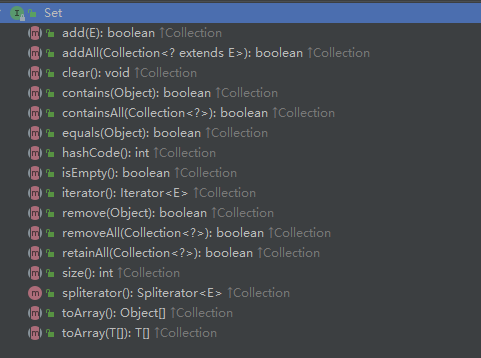 Set
add(E): boolean ↑Collection
addAll(Collection<? extends E>): boolean ↑Collection
clear(): void ↑Collection
contains(Object): boolean ↑Collection
containsAll(Collection<?>): boolean ↑Collection
equals(Object): boolean ↑Collection
hashCode(): int ↑Collection
isEmpty(): boolean ↑Collection
iterator(): Iterator<E> ↑Collection
remove(Object): boolean ↑Collection
removeAll(Collection<?>): boolean ↑Collection
retainAll(Collection<?>): boolean ↑Collection
size(): int ↑Collection
spliterator(): Spliterator<E> ↑Collection
toArray(): Object[] ↑Collection
toArray(T[]): T[] ↑Collection